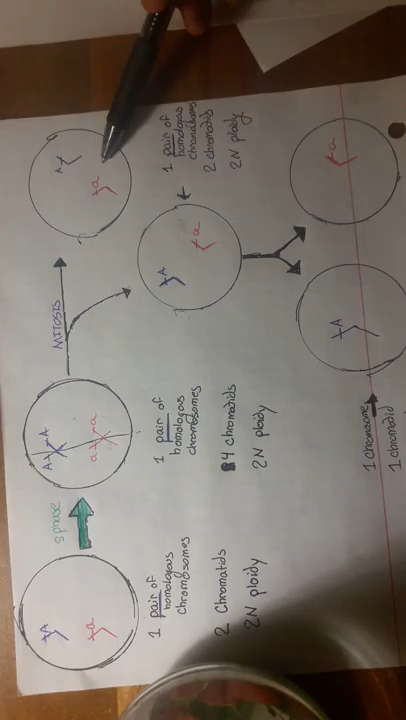 A
a
S phase
A A
a a
MITOSIS
A
a
1 pair of
homologous
chromosomes
2 Chromatids
2N ploidy
1 pair of
homologous
chromosomes
4 chromatids
2N ploidy
1 pair of
homologous
chromosomes
2 chromatids
2N ploidy
A
a
A
a
1
1 chromatid